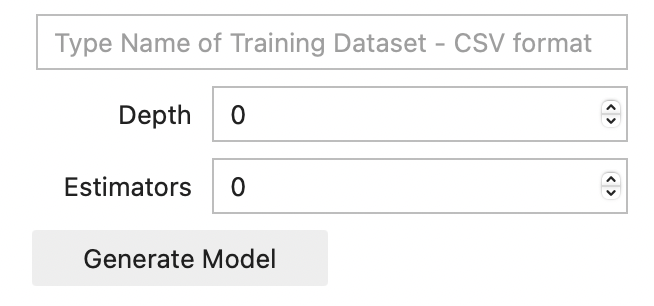 Type Name of Training Dataset - CSV format
Depth 0
Estimators 0
Generate Model